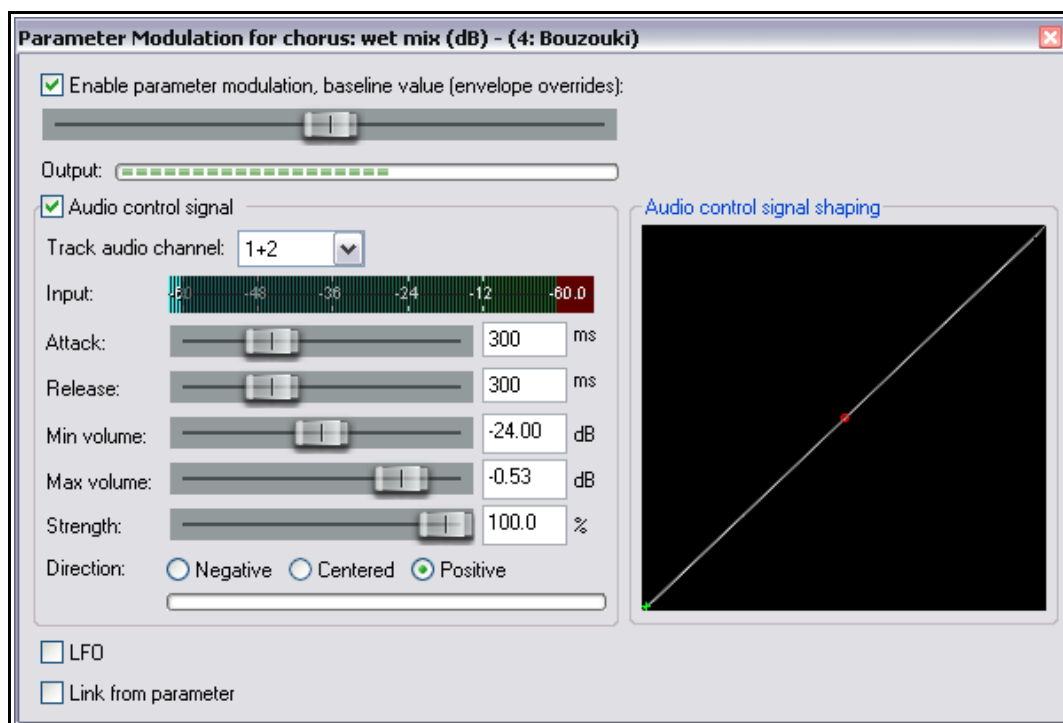 Parameter Modulation for chorus: wet mix (dB) - (4: Bouzouki)
Enable parameter modulation, baseline value (envelope overrides):
Output:
Audio control signal
Audio control signal shaping
Track audio channel: 1+2
Input: -60 -48 -36 -24 -12 -60.0
Attack: 300 ms
Release: 300 ms
Min volume: -24.00 dB
Max volume: -0.53 dB
Strength: 100.0 %
Direction: Negative Centered Positive
LFO
Link from parameter